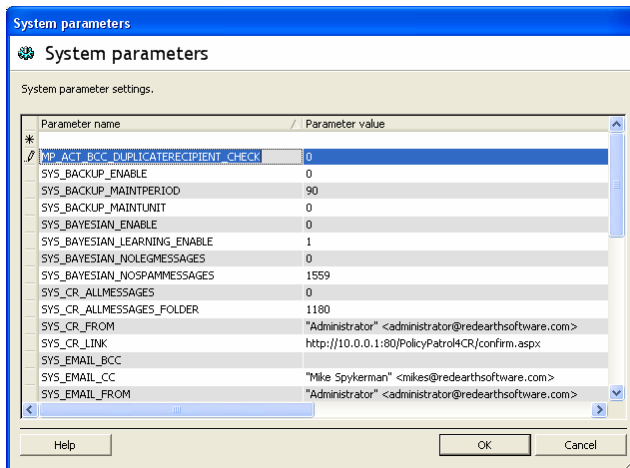 System parameters
System parameters
System parameter settings.
Parameter name / Parameter value
*
MP_ACT_BCC_DUPLICATERECIPIENT_CHECK 0
SYS_BACKUP_ENABLE 0
SYS_BACKUP_MAINTPERIOD 90
SYS_BACKUP_MAINTUNIT 0
SYS_BAYESIAN_ENABLE 0
SYS_BAYESIAN_LEARNING_ENABLE 1
SYS_BAYESIAN_NOLEGMESSAGES 0
SYS_BAYESIAN_NOSPAMMESSAGES 1559
SYS_CR_ALLMESSAGES 0
SYS_CR_ALLMESSAGES_FOLDER 1180
SYS_CR_FROM "Administrator" <administrator@redearthsoftware.com>
SYS_CR_LINK http://10.0.0.1:80/PolicyPatrol4CR/confirm.aspx
SYS_EMAIL_BCC
SYS_EMAIL_CC "Mike Spykerman" <mikes@redearthsoftware.com>
SYS_EMAIL_FROM "Administrator" <administrator@redearthsoftware.com>
Help OK Cancel